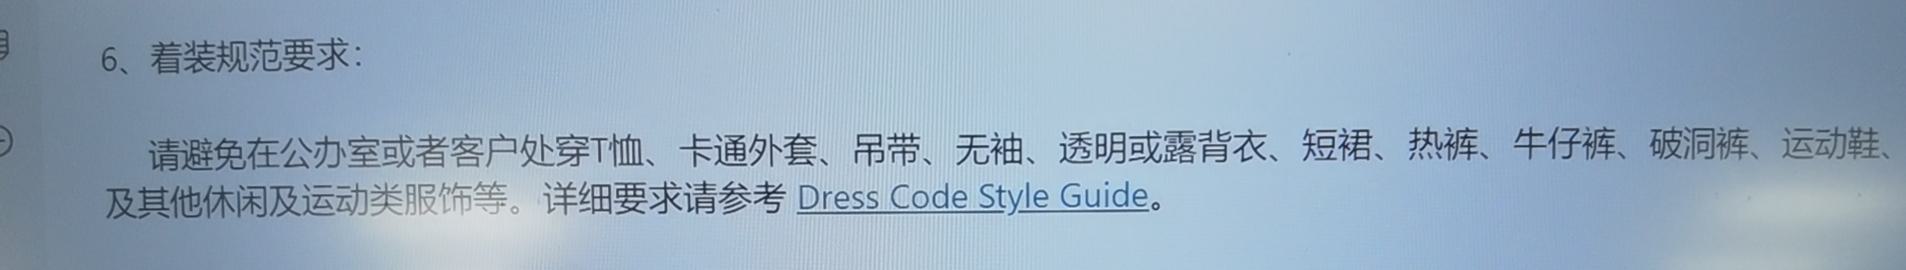 6、着装规范要求：
请避免在公办室或者客户处穿T恤、卡通外套、吊带、无袖、透明或露背衣、短裙、热裤、牛仔裤、破洞裤、运动鞋、
及其他休闲及运动类服饰等。详细要求请参考 Dress Code Style Guide。